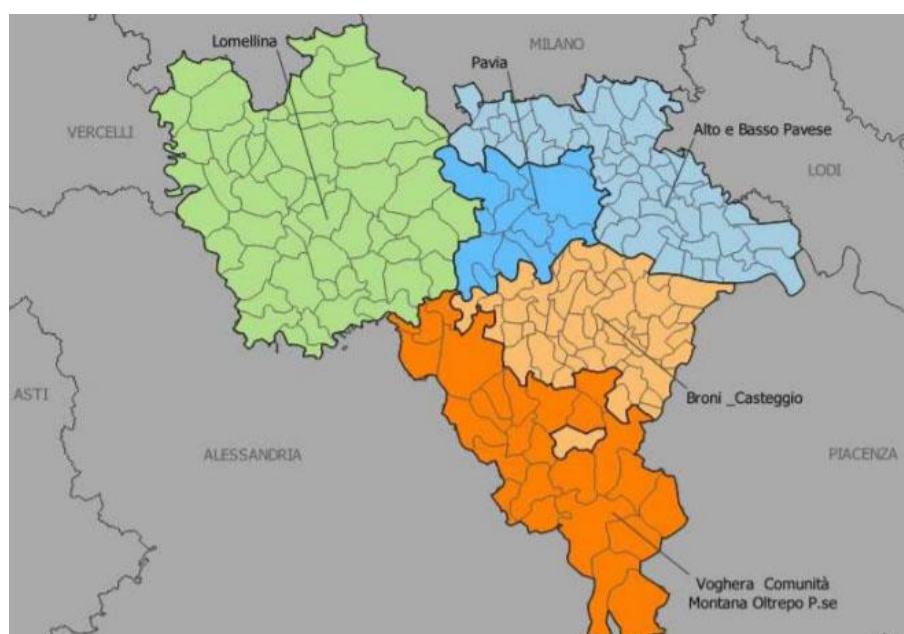 Lomellina
MILANO
Pavia
VERCELLI
Alto e Basso Pavese
LODI
ASTI
Broni _Casteggio
ALESSANDRIA
PIACENZA
Voghera Comunità
Montana Oltrepo P.se